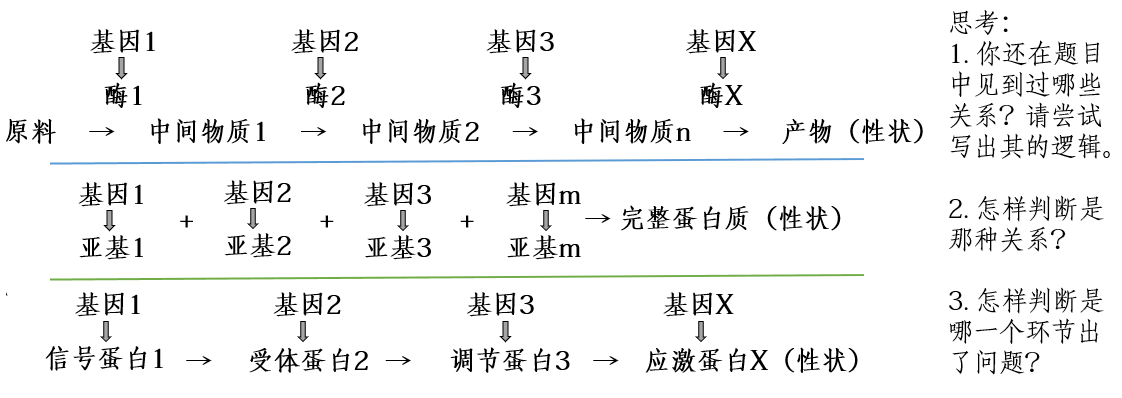 基因1 基因2 基因3 基因X
酶1 酶2 酶3 酶X
原料 → 中间物质1 → 中间物质2 → 中间物质n → 产物（性状）
基因1 基因2 基因3 基因m
+ + + → 完整蛋白质（性状）
亚基1 亚基2 亚基3 亚基m
基因1 基因2 基因3 基因X
信号蛋白1 → 受体蛋白2 → 调节蛋白3 → 应激蛋白X（性状）
思考：
1. 你还在题目
中见到过哪些
关系？请尝试
写出其的逻辑。
2. 怎样判断是
那种关系？
3. 怎样判断是
哪一个环节出
了问题？